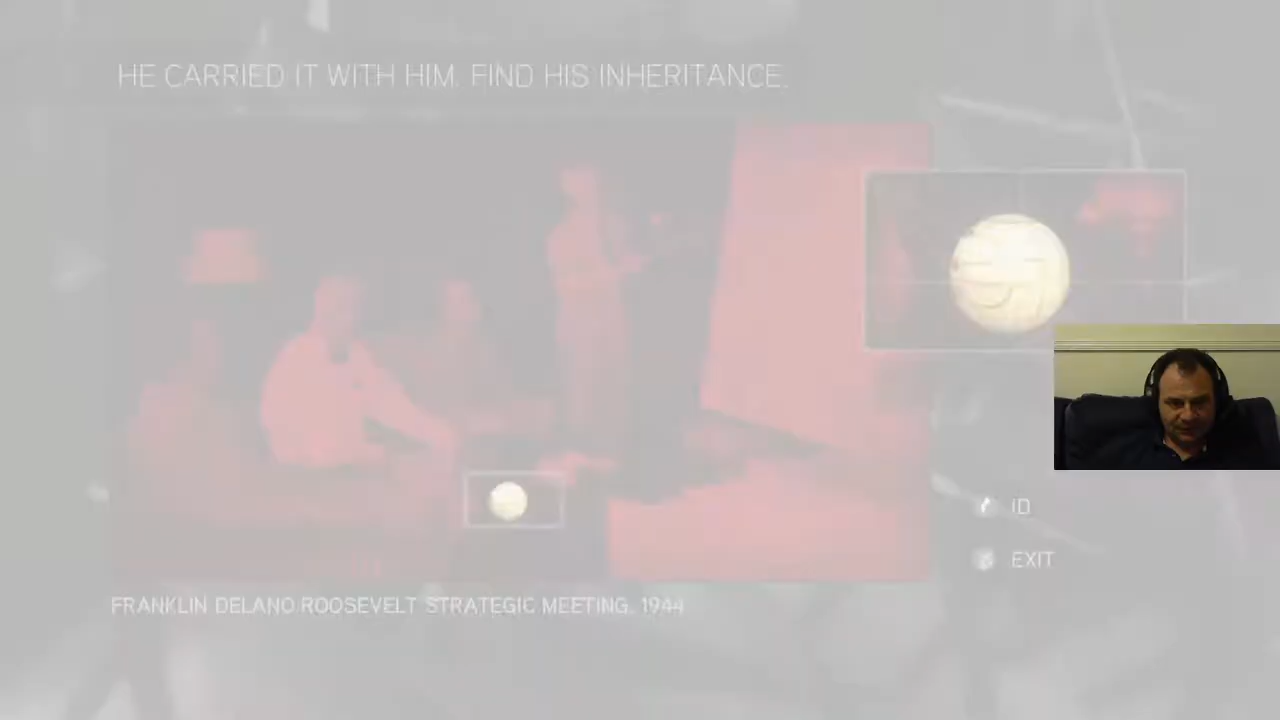 HE CARRIED IT WITH HIM. FIND HIS INHERITANCE.
ID
EXIT
FRANKLIN DELANO ROOSEVELT STRATEGIC MEETING, 1944